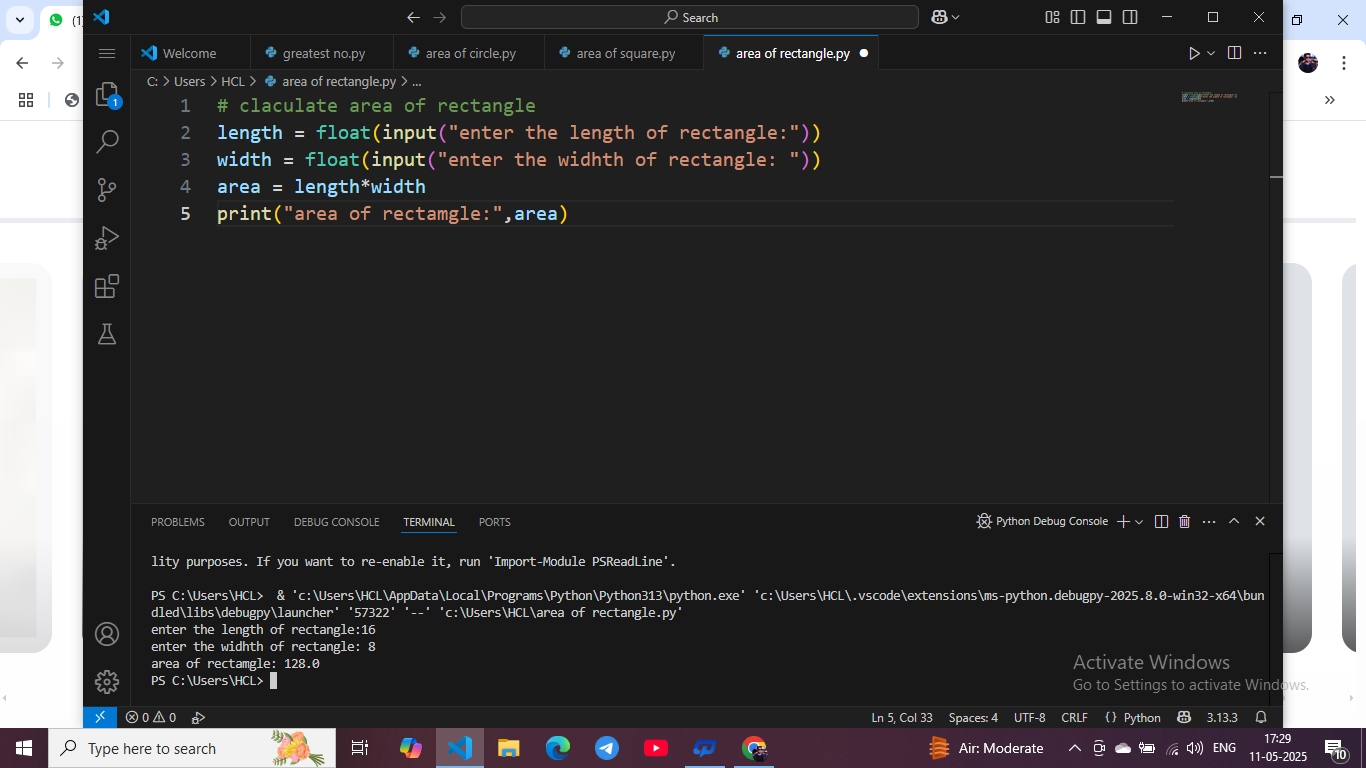 (1)
Search
Welcome
greatest no.py
area of circle.py
area of square.py
area of rectangle.py
C: > Users > HCL > area of rectangle.py > ...
1 # claculate area of rectangle
2 length = float(input("enter the length of rectangle:"))
3 width = float(input("enter the widhth of rectangle: "))
4 area = length*width
5 print("area of rectamgle:",area)
1
PROBLEMS OUTPUT DEBUG CONSOLE TERMINAL PORTS
Python Debug Console
lity purposes. If you want to re-enable it, run 'Import-Module PSReadLine'.
PS C:\Users\HCL>  & 'c:\Users\HCL\AppData\Local\Programs\Python\Python313\python.exe' 'c:\Users\HCL\.vscode\extensions\ms-python.debugpy-2025.8.0-win32-x64\bun
dled\libs\debugpy\launcher' '57322' '--' 'c:\Users\HCL\area of rectangle.py'
enter the length of rectangle:16
enter the widhth of rectangle: 8
area of rectamgle: 128.0
PS C:\Users\HCL>
Activate Windows
Go to Settings to activate Windows.
0 0
Ln 5, Col 33 Spaces: 4 UTF-8 CRLF {} Python 3.13.3
Type here to search
Air: Moderate
ENG
17:29
11-05-2025
10